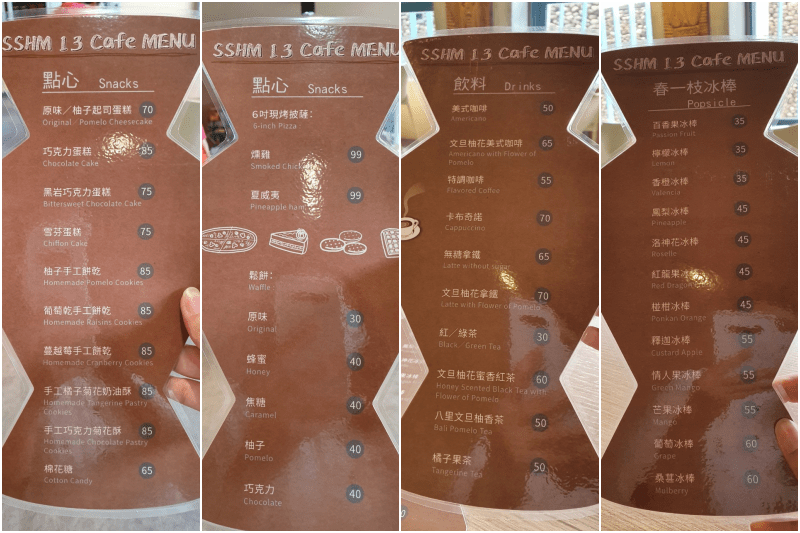 SSHM 13 Cafe MENU
點心 Snacks
原味／柚子起司蛋糕 70
Original／Pomelo Cheesecake
巧克力蛋糕 85
Chocolate Cake
黑岩巧克力蛋糕 75
Bittersweet Chocolate Cake
雪芬蛋糕 75
Chiffon Cake
柚子手工餅乾 85
Homemade Pomelo Cookies
葡萄乾手工餅乾 85
Homemade Raisins Cookies
蔓越莓手工餅乾 85
Homemade Cranberry Cookies
手工橘子菊花奶油酥 85
Homemade Tangerine Pastry
Cookies
手工巧克力菊花酥 85
Homemade Chocolate Pastry
Cookies
棉花糖 65
Cotton Candy
SSHM 13 Cafe MENU
點心 Snacks
6吋現烤披薩：
6-inch Pizza
燻雞 99
Smoked Chicken
夏威夷 99
Pineapple ham
鬆餅：
Waffle
原味 30
Original
蜂蜜 40
Honey
焦糖 40
Caramel
柚子 40
Pomelo
巧克力 40
Chocolate
SSHM 13 Cafe MENU
飲料 Drinks
美式咖啡 50
Americano
文旦柚花美式咖啡 65
Americano with Flower of
Pomelo
特調咖啡 55
Flavored Coffee
卡布奇諾 70
Cappuccino
無糖拿鐵 65
Latte without sugar
文旦柚花拿鐵 70
Latte with Flower of Pomelo
紅／綠茶 30
Black／Green Tea
文旦柚花蜜香紅茶 60
Honey Scented Black Tea with
Flower of Pomelo
八里文旦柚香茶 50
Bali Pomelo Tea
橘子果茶 50
Tangerine Tea
SSHM 13 Cafe MENU
春一枝冰棒
Popsicle
百香果冰棒 35
Passion Fruit
檸檬冰棒 35
Lemon
香橙冰棒 35
Valencia
鳳梨冰棒 45
Pineapple
洛神花冰棒 45
Roselle
紅龍果冰棒 45
Red Dragon
椪柑冰棒 45
Ponkan Orange
釋迦冰棒 55
Custard Apple
情人果冰棒 55
Green Mango
芒果冰棒 55
Mango
葡萄冰棒 60
Grape
桑葚冰棒 60
Mulberry